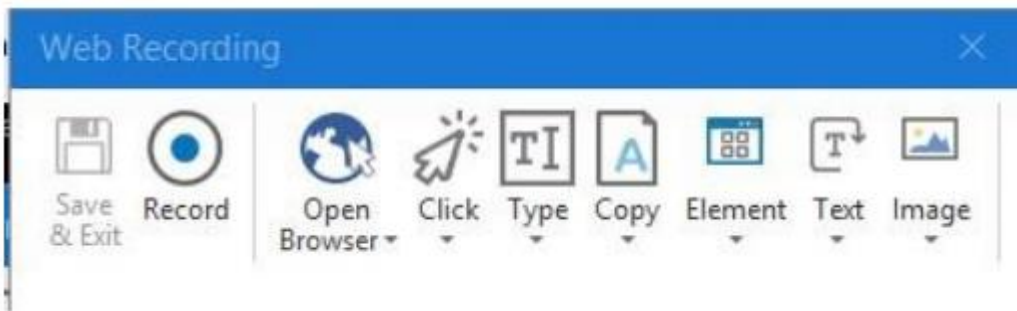 Web Recording
Save & Exit
Record
Open Browser
Click
Type
Copy
Element
Text
Image